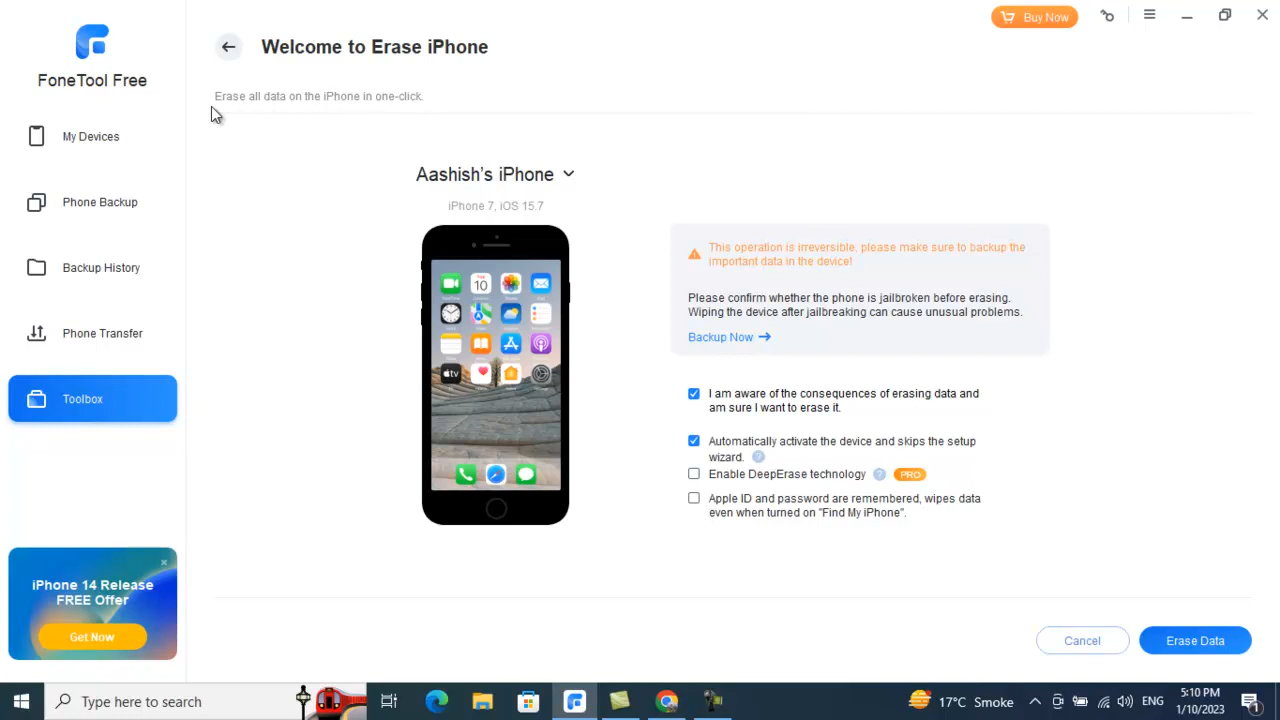 Buy Now
Welcome to Erase iPhone
FoneTool Free
Erase all data on the iPhone in one-click.
My Devices
Phone Backup
Backup History
Phone Transfer
Toolbox
iPhone 14 Release
FREE Offer
Get Now
Aashish's iPhone
iPhone 7, iOS 15.7
10
tv
This operation is irreversible, please make sure to backup the
important data in the device!
Please confirm whether the phone is jailbroken before erasing.
Wiping the device after jailbreaking can cause unusual problems.
Backup Now
I am aware of the consequences of erasing data and
am sure I want to erase it.
Automatically activate the device and skips the setup
wizard. ?
Enable DeepErase technology ? PRO
Apple ID and password are remembered, wipes data
even when turned on "Find My iPhone".
Cancel
Erase Data
Type here to search
17°C Smoke
ENG
5:10 PM
1/10/2023
1